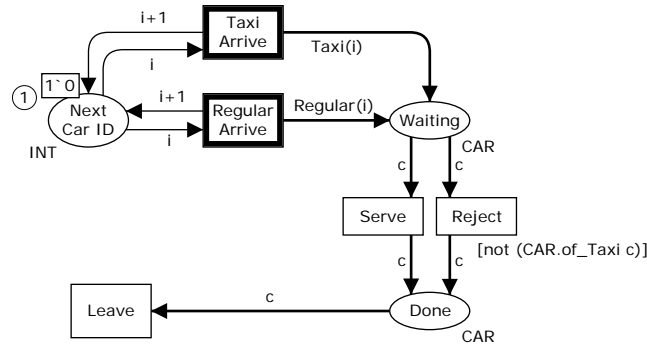 i+1
Taxi
Arrive
Taxi(i)
i
1`0
1
Next
Car ID
INT
i+1
i
Regular
Arrive
Regular(i)
Waiting
CAR
c
c
Serve
Reject
[not (CAR.of_Taxi c)]
c
c
Leave
c
Done
CAR